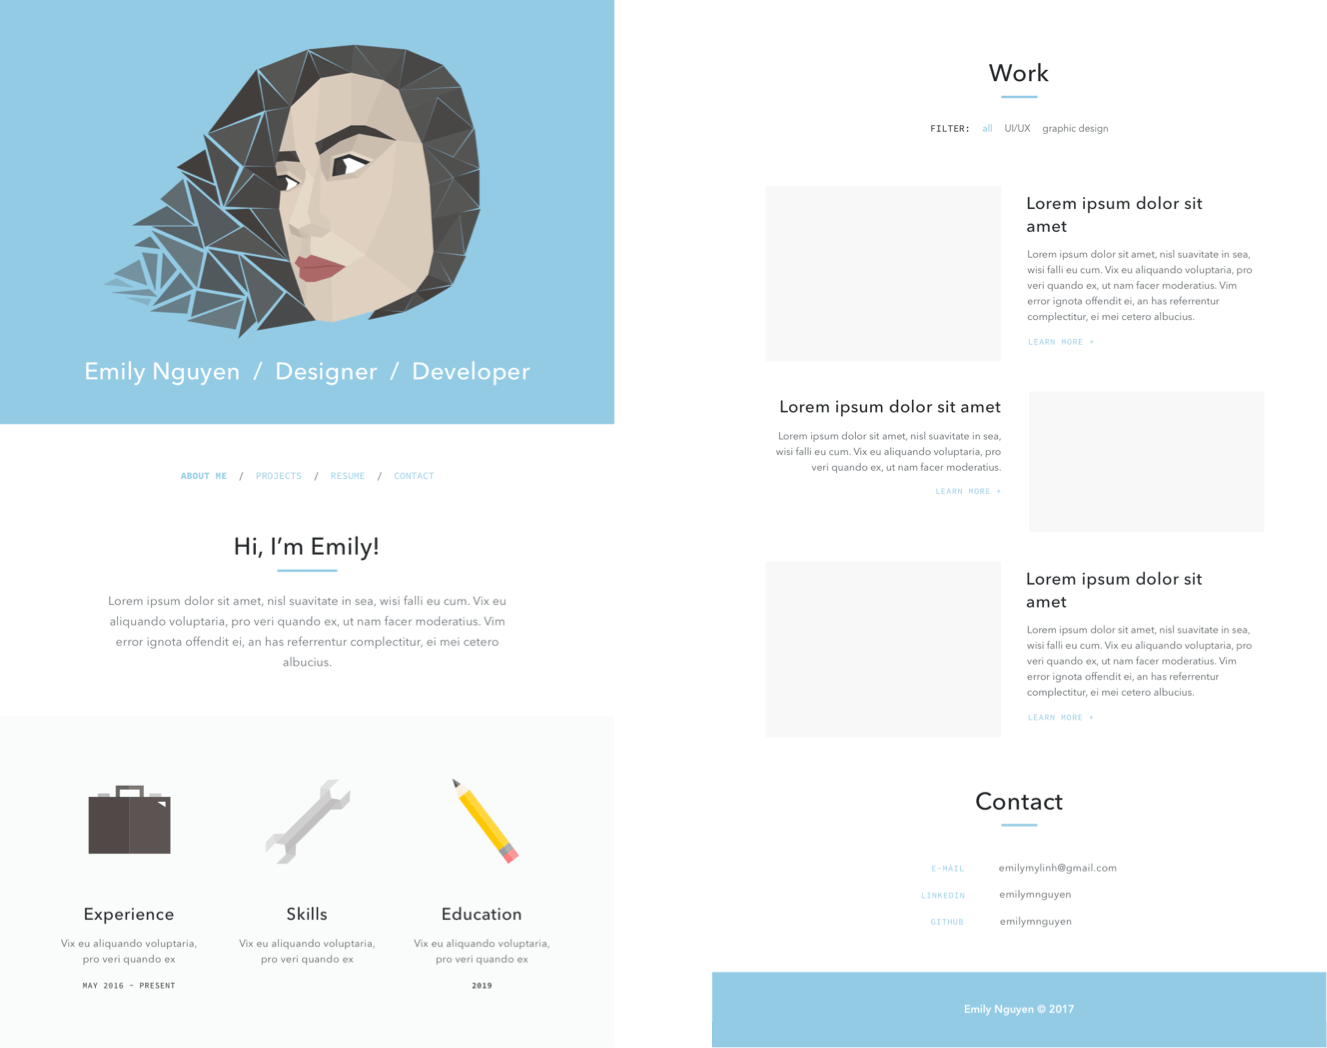 Emily Nguyen / Designer / Developer
ABOUT ME / PROJECTS / RESUME / CONTACT
Hi, I’m Emily!
Lorem ipsum dolor sit amet, nisl suavitate in sea, wisi falli eu cum. Vix eu
aliquando voluptaria, pro veri quando ex, ut nam facer moderatius. Vim
error ignota offendit ei, an has referrentur complectitur, ei mei cetero
albucius.
Experience
Vix eu aliquando voluptaria,
pro veri quando ex
MAY 2016 – PRESENT
Skills
Vix eu aliquando voluptaria,
pro veri quando ex
Education
Vix eu aliquando voluptaria,
pro veri quando ex
2019
Work
FILTER: all UI/UX graphic design
Lorem ipsum dolor sit
amet
Lorem ipsum dolor sit amet, nisl suavitate in sea,
wisi falli eu cum. Vix eu aliquando voluptaria, pro
veri quando ex, ut nam facer moderatius. Vim
error ignota offendit ei, an has referrentur
complectitur, ei mei cetero albucius.
LEARN MORE +
Lorem ipsum dolor sit amet
Lorem ipsum dolor sit amet, nisl suavitate in sea,
wisi falli eu cum. Vix eu aliquando voluptaria, pro
veri quando ex, ut nam facer moderatius.
LEARN MORE +
Lorem ipsum dolor sit
amet
Lorem ipsum dolor sit amet, nisl suavitate in sea,
wisi falli eu cum. Vix eu aliquando voluptaria, pro
veri quando ex, ut nam facer moderatius. Vim
error ignota offendit ei, an has referrentur
complectitur, ei mei cetero albucius.
LEARN MORE +
Contact
E-MAIL emilymylinh@gmail.com
LINKEDIN emilymnguyen
GITHUB emilymnguyen
Emily Nguyen © 2017